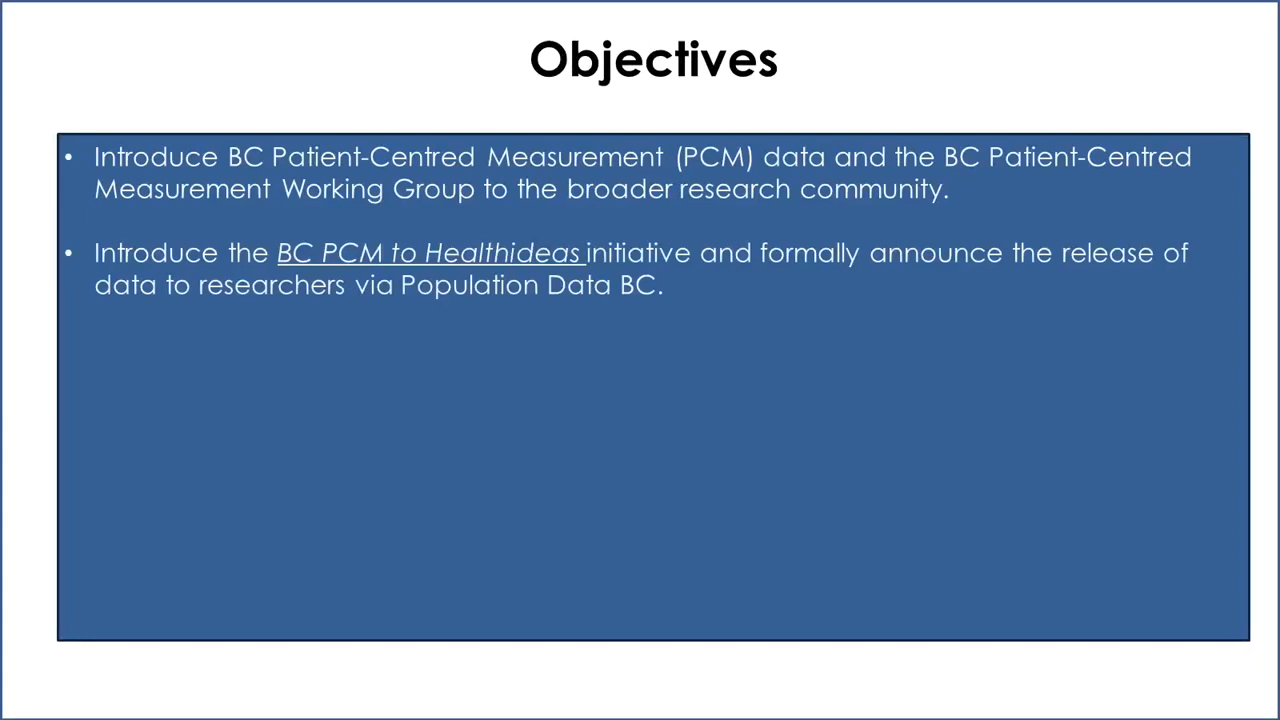 Objectives
• Introduce BC Patient-Centred Measurement (PCM) data and the BC Patient-Centred
Measurement Working Group to the broader research community.
• Introduce the BC PCM to Healthideas initiative and formally announce the release of
data to researchers via Population Data BC.